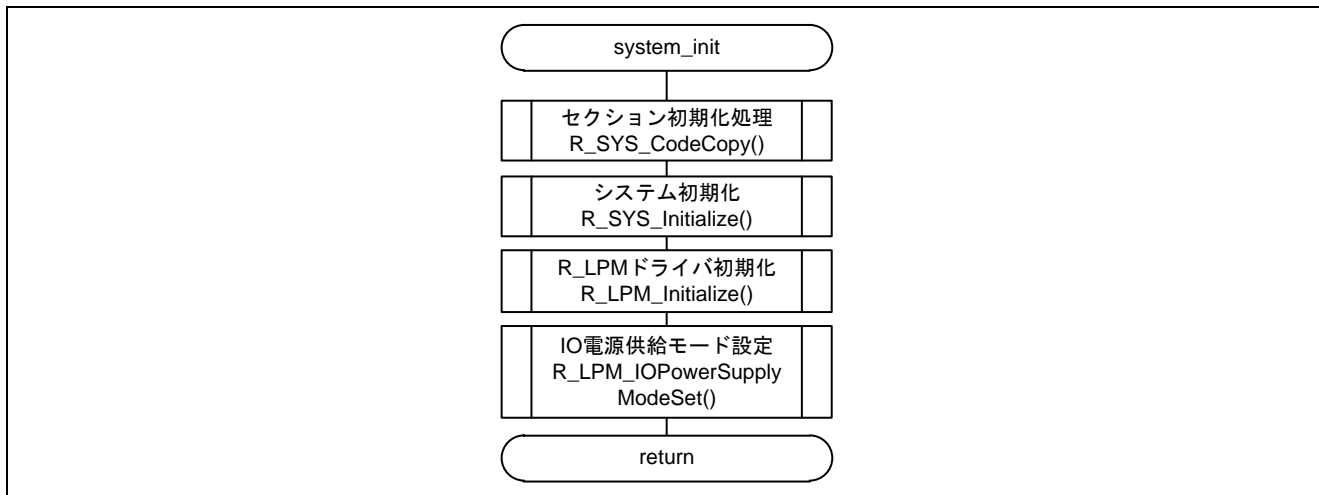 system_init
セクション初期化処理
R_SYS_CodeCopy()
システム初期化
R_SYS_Initialize()
R_LPMドライバ初期化
R_LPM_Initialize()
IO電源供給モード設定
R_LPM_IOPowerSupply
ModeSet()
return